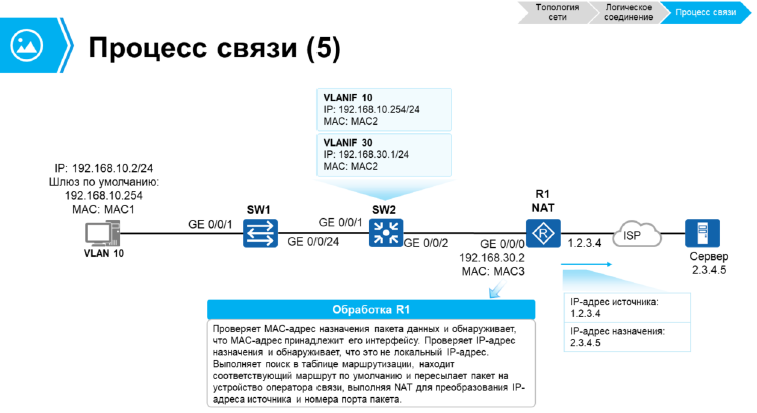 Топология
сети
Логическое
соединение
Процесс связи
Процесс связи (5)
VLANIF 10
IP: 192.168.10.254/24
MAC: MAC2
VLANIF 30
IP: 192.168.30.1/24
MAC: MAC2
IP: 192.168.10.2/24
Шлюз по умолчанию:
192.168.10.254
MAC: MAC1
VLAN 10
GE 0/0/1
SW1
GE 0/0/24
GE 0/0/1
SW2
GE 0/0/2
R1
NAT
R
GE 0/0/0
192.168.30.2
MAC: MAC3
1.2.3.4
ISP
Сервер
2.3.4.5
IP-адрес источника:
1.2.3.4
IP-адрес назначения:
2.3.4.5
Обработка R1
Проверяет MAC-адрес назначения пакета данных и обнаруживает,
что MAC-адрес принадлежит его интерфейсу. Проверяет IP-адрес
назначения и обнаруживает, что это не локальный IP-адрес.
Выполняет поиск в таблице маршрутизации, находит
соответствующий маршрут по умолчанию и пересылает пакет на
устройство оператора связи, выполняя NAT для преобразования IP-
адреса источника и номера порта пакета.